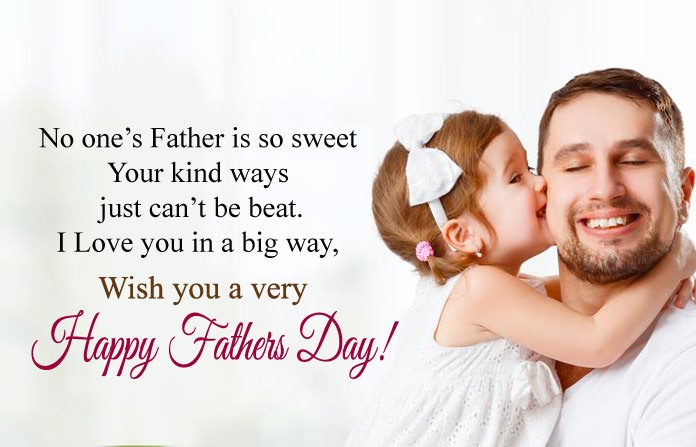 No one’s Father is so sweet
Your kind ways
just can’t be beat.
I Love you in a big way,
Wish you a very
Happy Fathers Day!